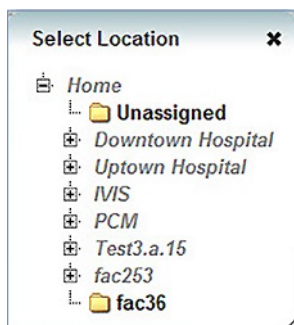 Select Location
Home
Unassigned
Downtown Hospital
Uptown Hospital
IVIS
PCM
Test3.a.15
fac253
fac36